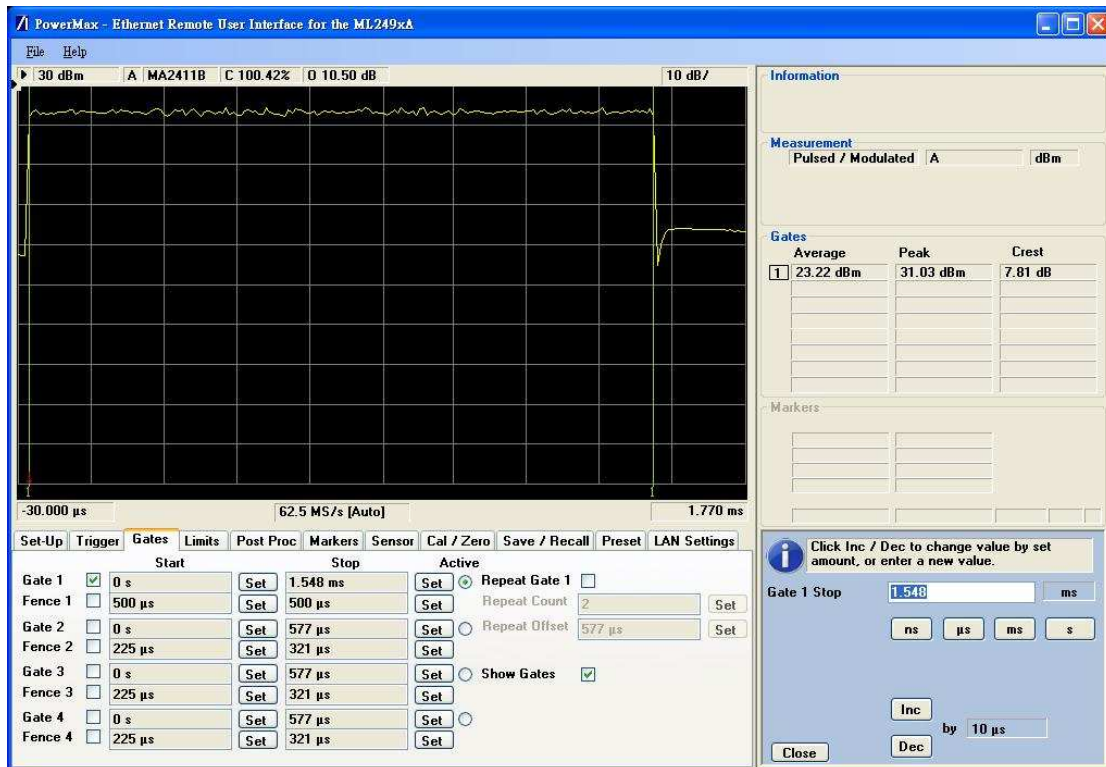 PowerMax - Ethernet Remote User Interface for the ML249xA
File Help
30 dBm A MA2411B C 100.42% O 10.50 dB 10 dB/
1 1
-30.000 µs 62.5 MS/s [Auto] 1.770 ms
Information
Measurement
Pulsed / Modulated A dBm
Gates
Average Peak Crest
1 23.22 dBm 31.03 dBm 7.81 dB
Markers
Set-Up Trigger Gates Limits Post Proc Markers Sensor Cal / Zero Save / Recall Preset LAN Settings
Start Stop Active
Gate 1 0 s Set 1.548 ms Set Repeat Gate 1
Fence 1 500 µs Set 500 µs Set Repeat Count 2 Set
Gate 2 0 s Set 577 µs Set Repeat Offset 577 µs Set
Fence 2 225 µs Set 321 µs Set
Gate 3 0 s Set 577 µs Set Show Gates
Fence 3 225 µs Set 321 µs Set
Gate 4 0 s Set 577 µs Set
Fence 4 225 µs Set 321 µs Set
Click Inc / Dec to change value by set
amount, or enter a new value.
Gate 1 Stop 1.548 ms
ns µs ms s
Inc
by 10 µs
Dec
Close